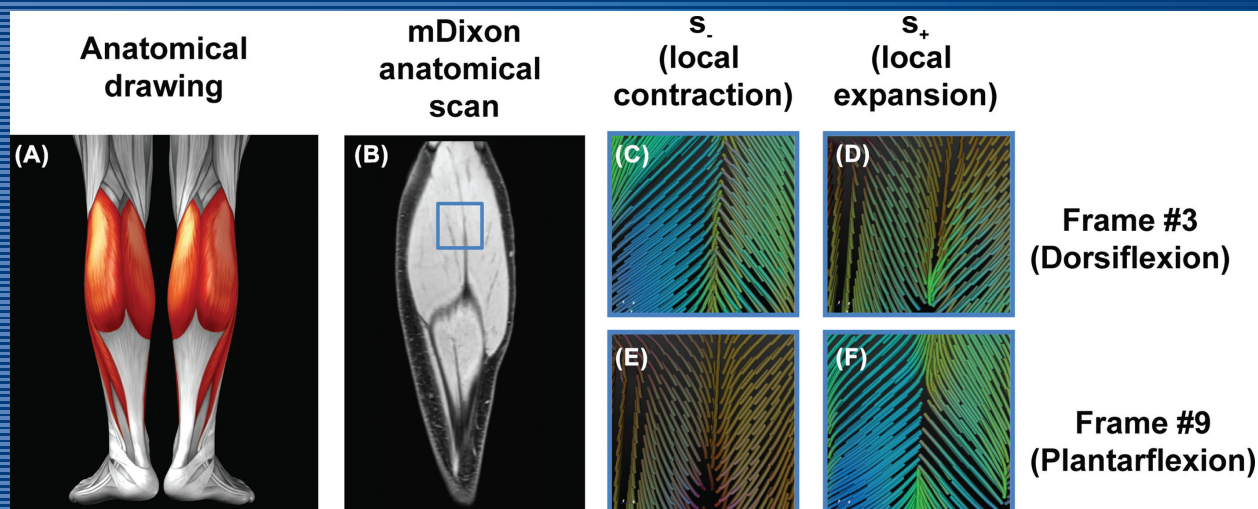 Anatomical
drawing
mDixon
anatomical
scan
s-
(local
contraction)
s+
(local
expansion)
(A)
(B)
(C)
(D)
Frame #3
(Dorsiflexion)
(E)
(F)
Frame #9
(Plantarflexion)